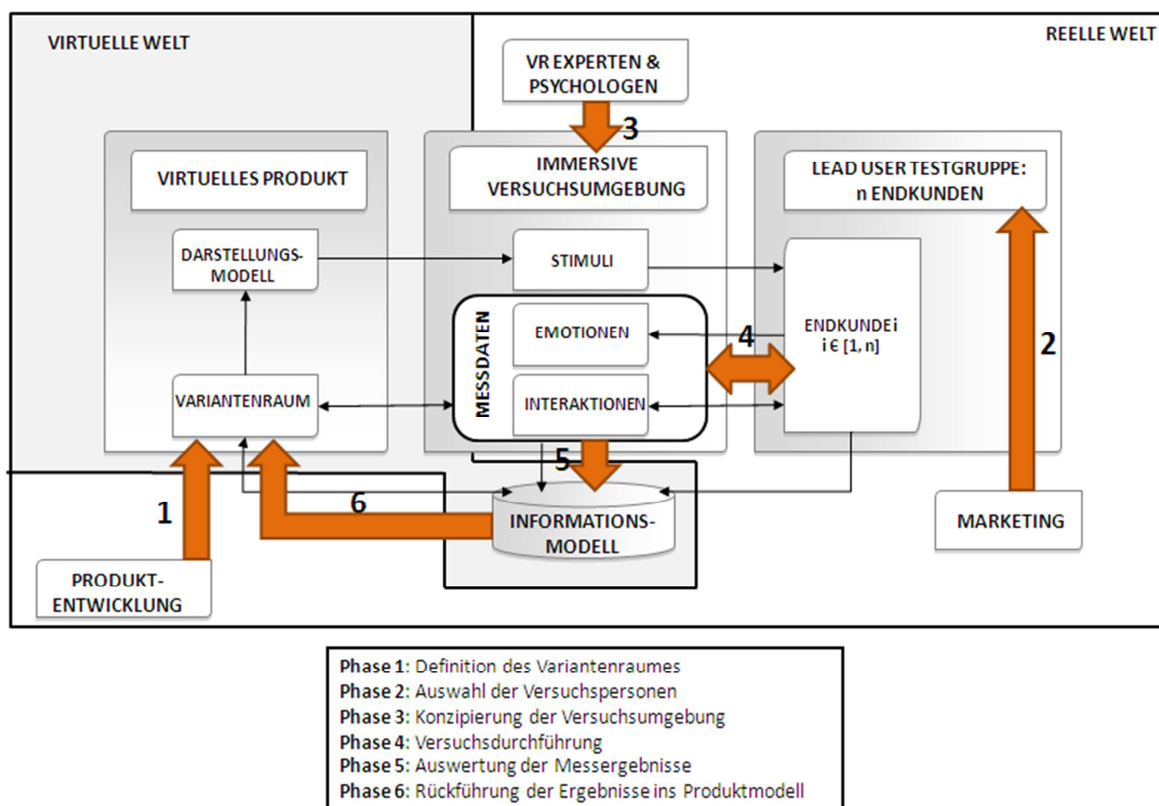 VIRTUELLE WELT
REELLE WELT
VR EXPERTEN &
PSYCHOLOGEN
3
VIRTUELLES PRODUKT
IMMERSIVE
VERSUCHSUMGEBUNG
LEAD USER TESTGRUPPE:
n ENDKUNDEN
DARSTELLUNGS-
MODELL
STIMULI
MESSDATEN
EMOTIONEN
ENDKUNDE i
i € [1, n]
4
2
VARIANTENRAUM
INTERAKTIONEN
5
1
6
INFORMATIONS-
MODELL
MARKETING
PRODUKT-
ENTWICKLUNG
Phase 1: Definition des Variantenraumes
Phase 2: Auswahl der Versuchspersonen
Phase 3: Konzipierung der Versuchsumgebung
Phase 4: Versuchsdurchführung
Phase 5: Auswertung der Messergebnisse
Phase 6: Rückführung der Ergebnisse ins Produktmodell